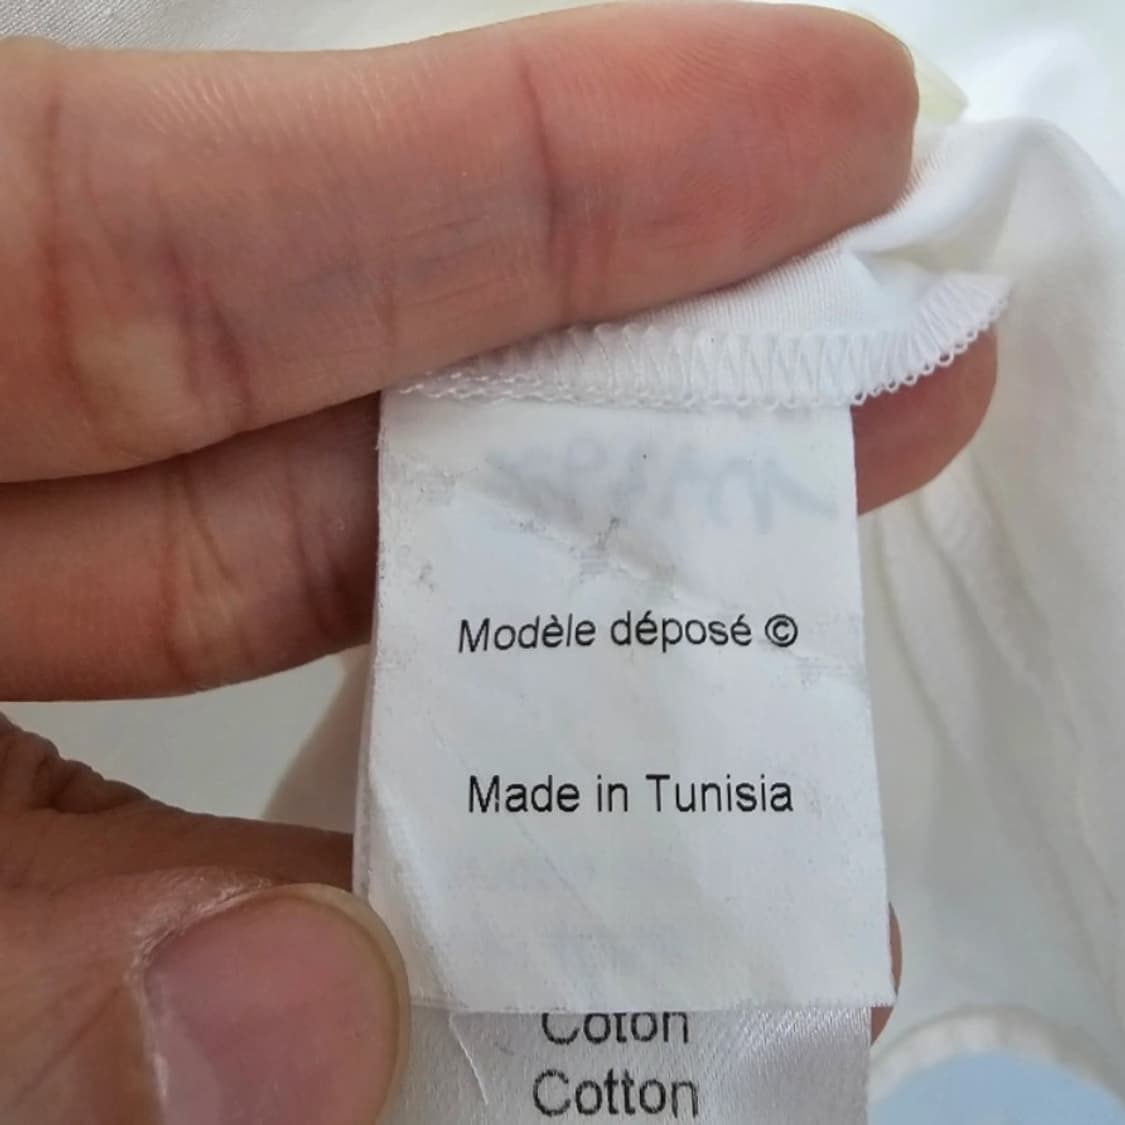 Modèle déposé ©
Made in Tunisia
Coton
Cotton